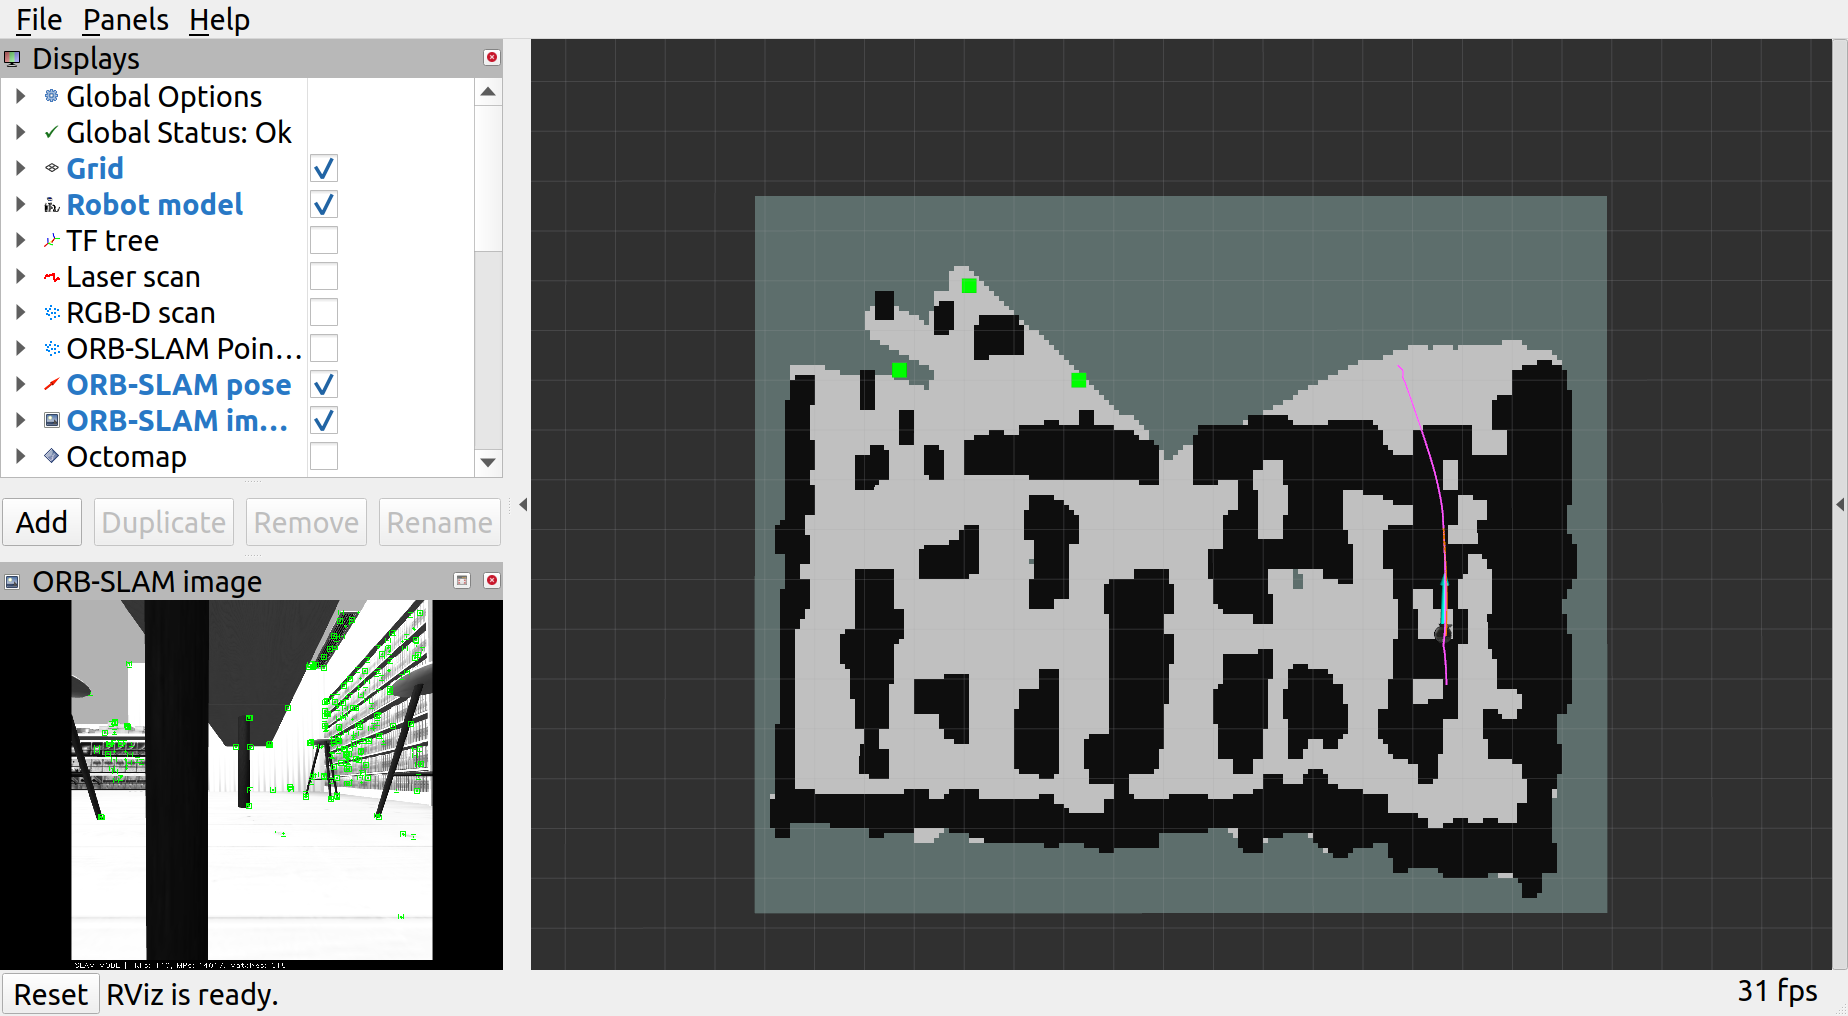 File Panels Help
Displays
Global Options
Global Status: Ok
Grid
Robot model
TF tree
Laser scan
RGB-D scan
ORB-SLAM Poin...
ORB-SLAM pose
ORB-SLAM im...
Octomap
Add Duplicate Remove Rename
ORB-SLAM image
SLAM MODE |
Reset RViz is ready.
31 fps